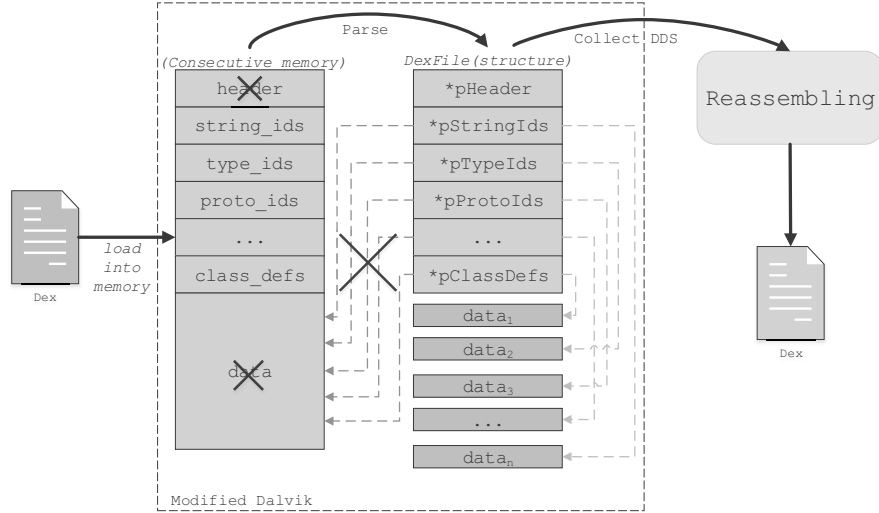 Parse
Collect DDS
(Consecutive memory)
DexFile(structure)
header
*pHeader
Reassembling
string_ids
*pStringIds
type_ids
*pTypeIds
proto_ids
*pProtoIds
...
...
load
into
memory
class_defs
*pClassDefs
Dex
data₁
data₂
Dex
data
data₃
...
dataₙ
Modified Dalvik